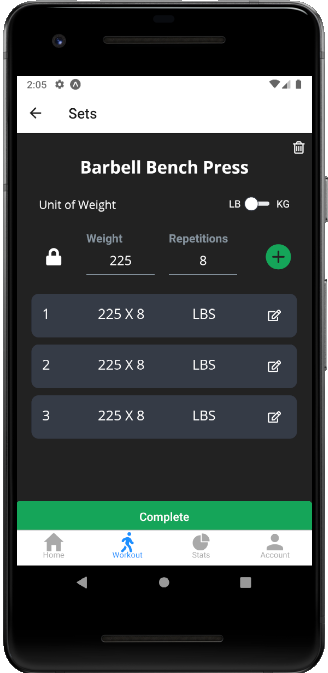 2:05
Sets
Barbell Bench Press
Unit of Weight LB KG
Weight Repetitions
225 8
1 225 X 8 LBS
2 225 X 8 LBS
3 225 X 8 LBS
Complete
Home Workout Stats Account